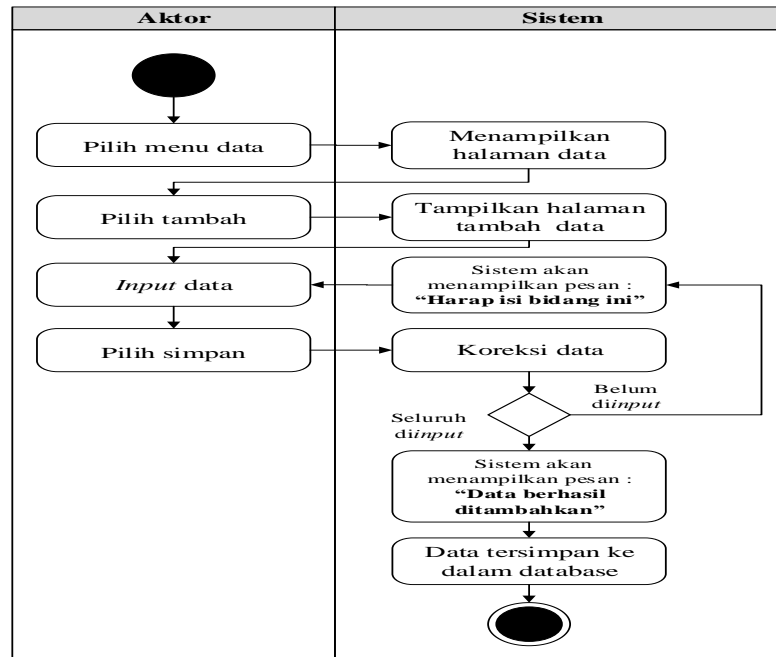 Aktor
Sistem
Pilih menu data
Menampilkan
halaman data
Pilih tambah
Tampilkan halaman
tambah data
Input data
Sistem akan
menampilkan pesan :
“Harap isi bidang ini”
Pilih simpan
Koreksi data
Belum
diinput
Seluruh
diinput
Sistem akan
menampilkan pesan :
“Data berhasil
ditambahkan”
Data tersimpan ke
dalam database